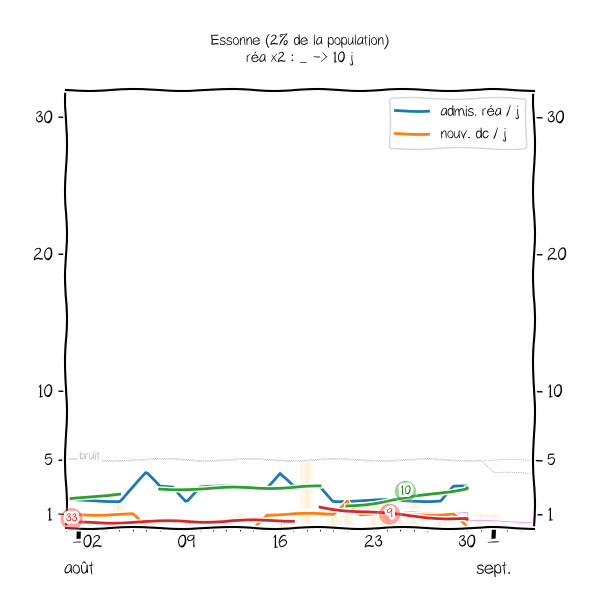 Essonne (2% de la population)
réa x2 : _ -> 10 j
admis. réa / j
nouv. dc / j
30
30
20
20
10
10
bruit
5
5
10
9
33
1
1
02
09
16
23
30
août
sept.